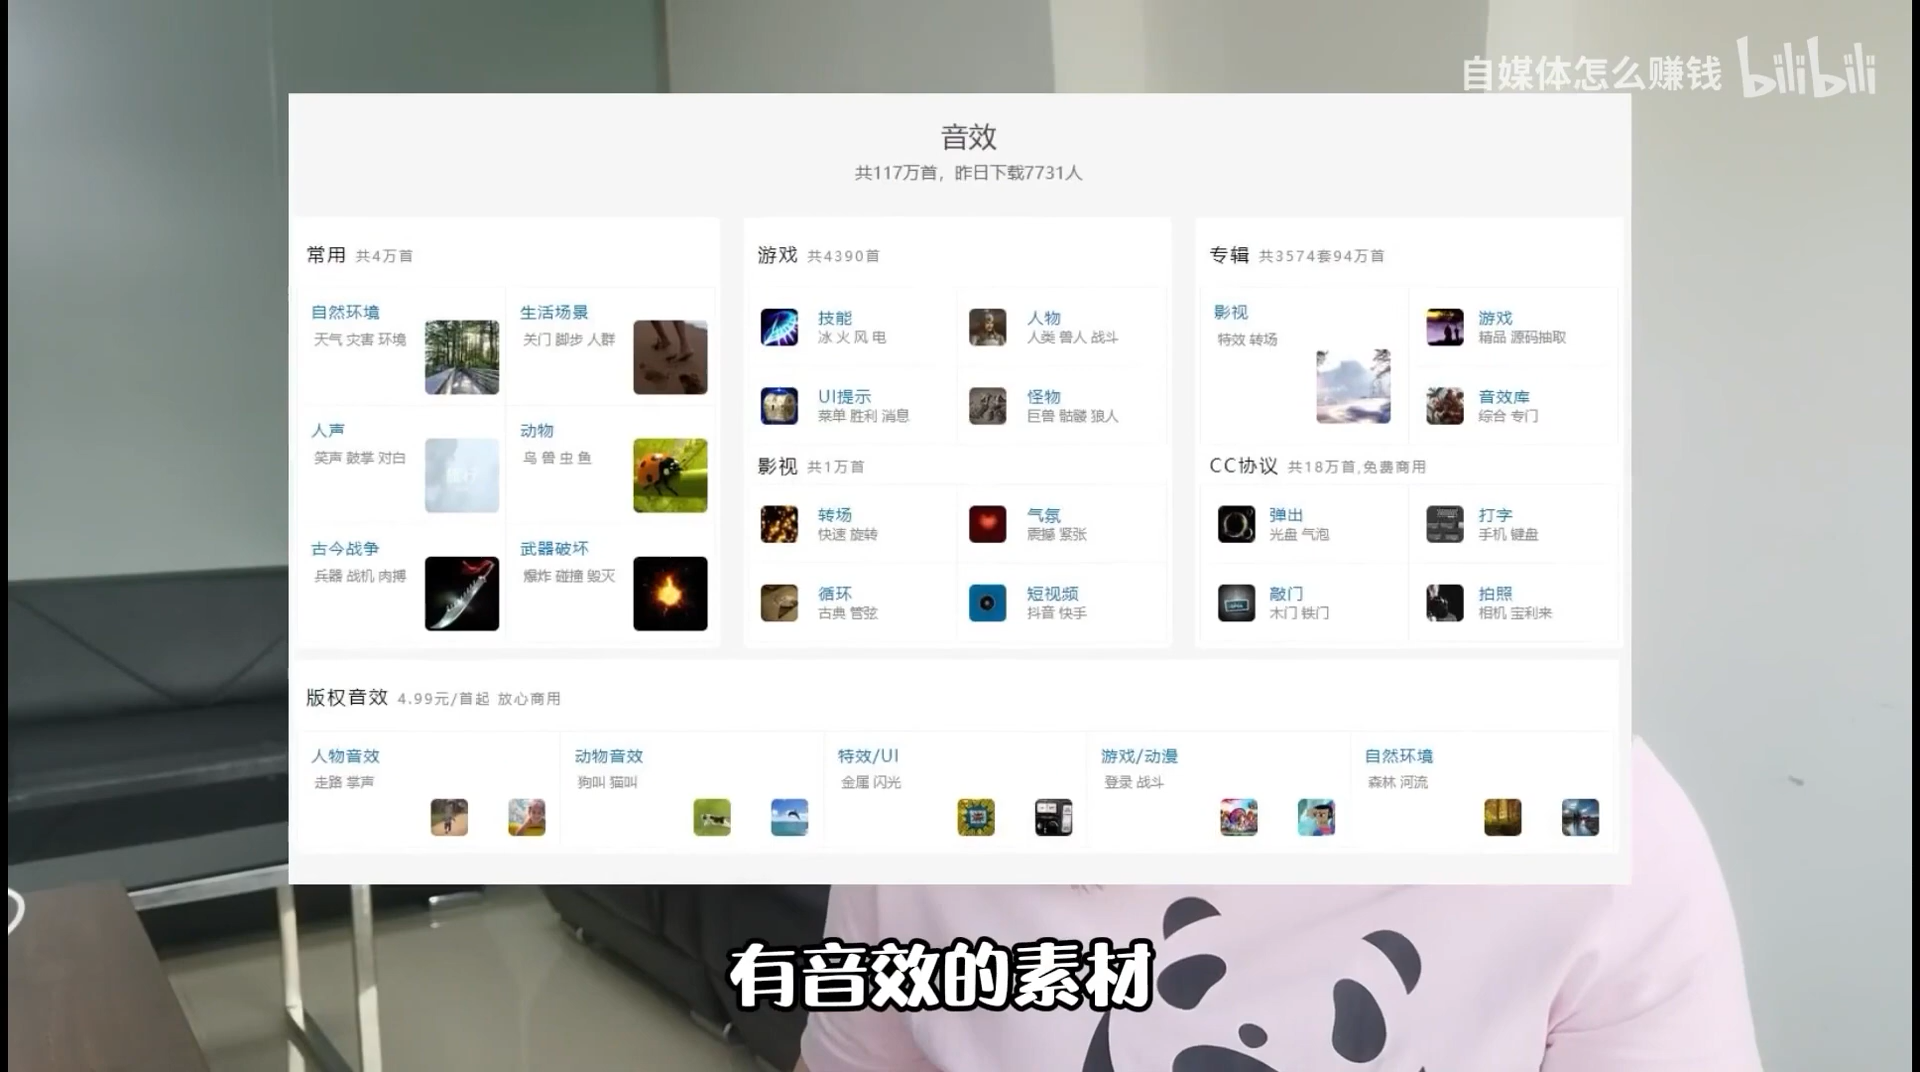 自媒体怎么赚钱 bilibili
音效
共117万首，昨日下载7731人
常用 共4万首
自然环境
天气 灾害 环境
生活场景
关门 脚步 人群
人声
笑声 鼓掌 对白
动物
鸟 兽 虫 鱼
古今战争
兵器 战机 肉搏
武器破坏
爆炸 碰撞 毁灭
游戏 共4390首
技能
冰 火 风 电
人物
人类 兽人 战斗
UI提示
菜单 胜利 消息
怪物
巨兽 骷髅 狼人
影视 共1万首
转场
快速 旋转
气氛
震撼 紧张
循环
古典 管弦
短视频
抖音 快手
专辑 共3574套94万首
影视
特效 转场
游戏
精品 源码抽取
音效库
综合 专门
CC协议 共18万首,免费商用
弹出
光盘 气泡
打字
手机 键盘
敲门
木门 铁门
拍照
相机 宝利来
版权音效 4.99元/首起 放心商用
人物音效
走路 掌声
动物音效
狗叫 猫叫
特效/UI
金属 闪光
游戏/动漫
登录 战斗
自然环境
森林 河流
有音效的素材